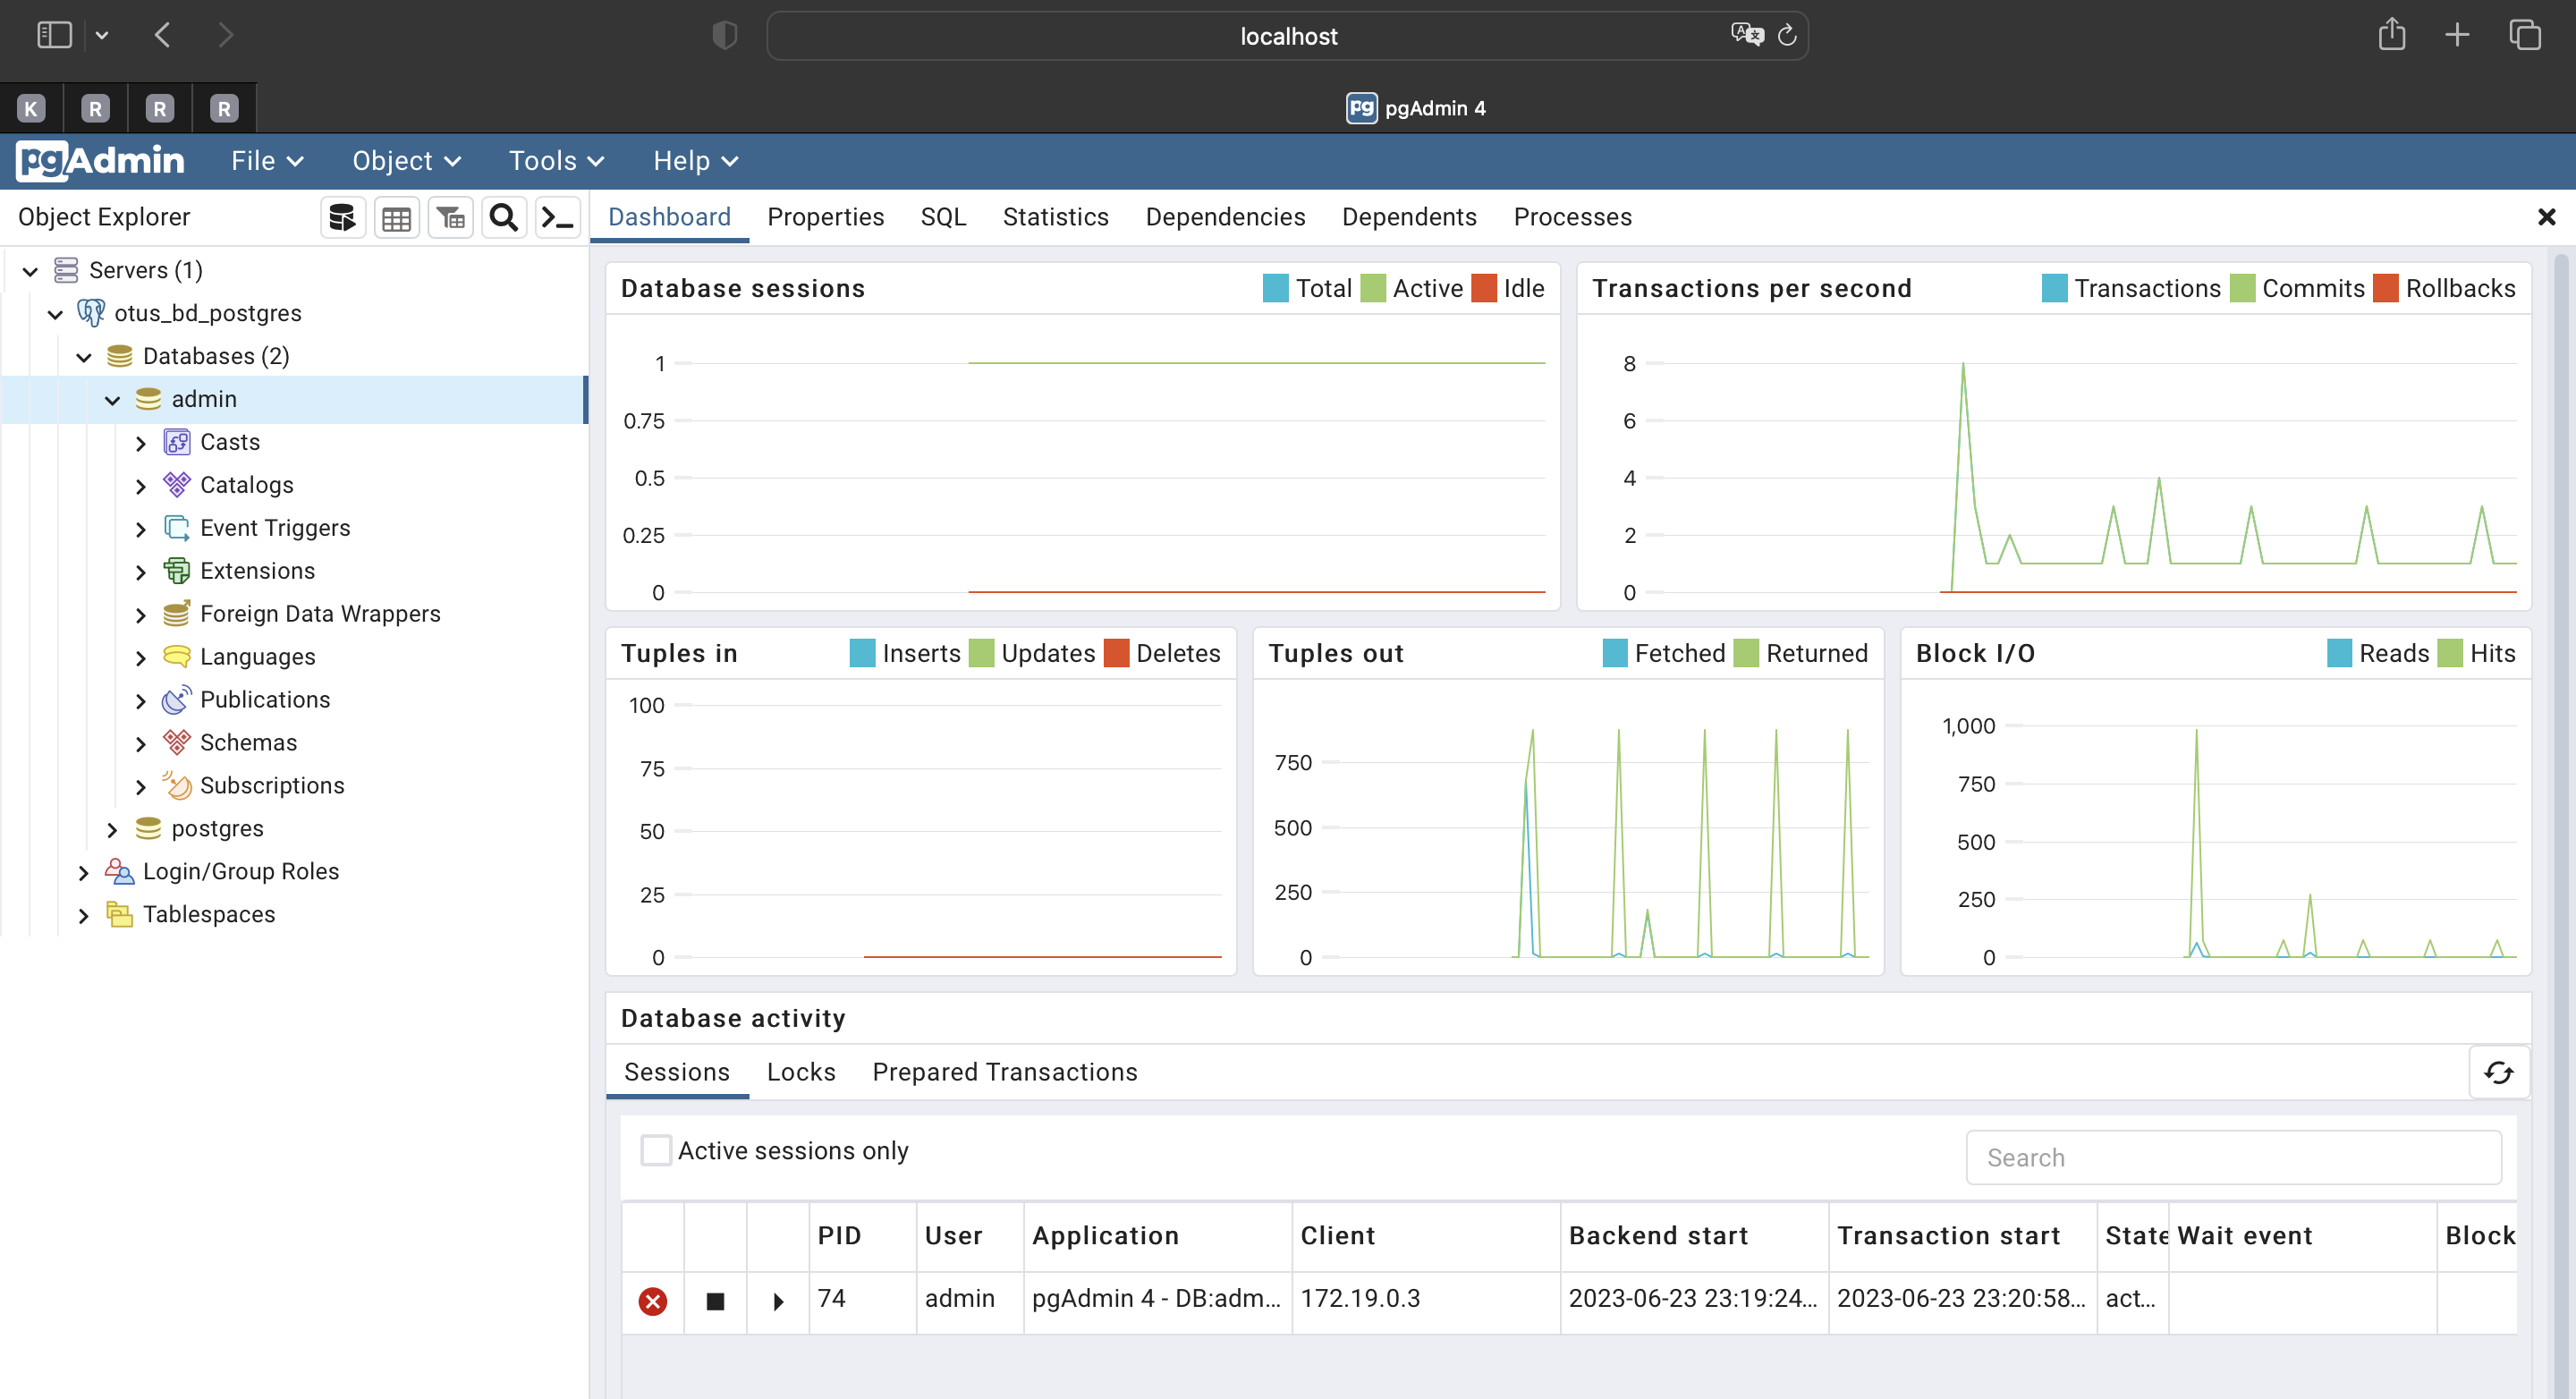 localhost
K R R R pgAdmin 4
pgAdmin File Object Tools Help
Object Explorer
Dashboard Properties SQL Statistics Dependencies Dependents Processes
Servers (1)
otus_bd_postgres
Databases (2)
admin
Casts
Catalogs
Event Triggers
Extensions
Foreign Data Wrappers
Languages
Publications
Schemas
Subscriptions
postgres
Login/Group Roles
Tablespaces
Database sessions Total Active Idle
1
0.75
0.5
0.25
0
Transactions per second Transactions Commits Rollbacks
8
6
4
2
0
Tuples in Inserts Updates Deletes
100
75
50
25
0
Tuples out Fetched Returned
750
500
250
0
Block I/O Reads Hits
1,000
750
500
250
0
Database activity
Sessions Locks Prepared Transactions
Active sessions only
Search
PID User Application Client Backend start Transaction start State Wait event Block
74 admin pgAdmin 4 - DB:adm... 172.19.0.3 2023-06-23 23:19:24... 2023-06-23 23:20:58... act...